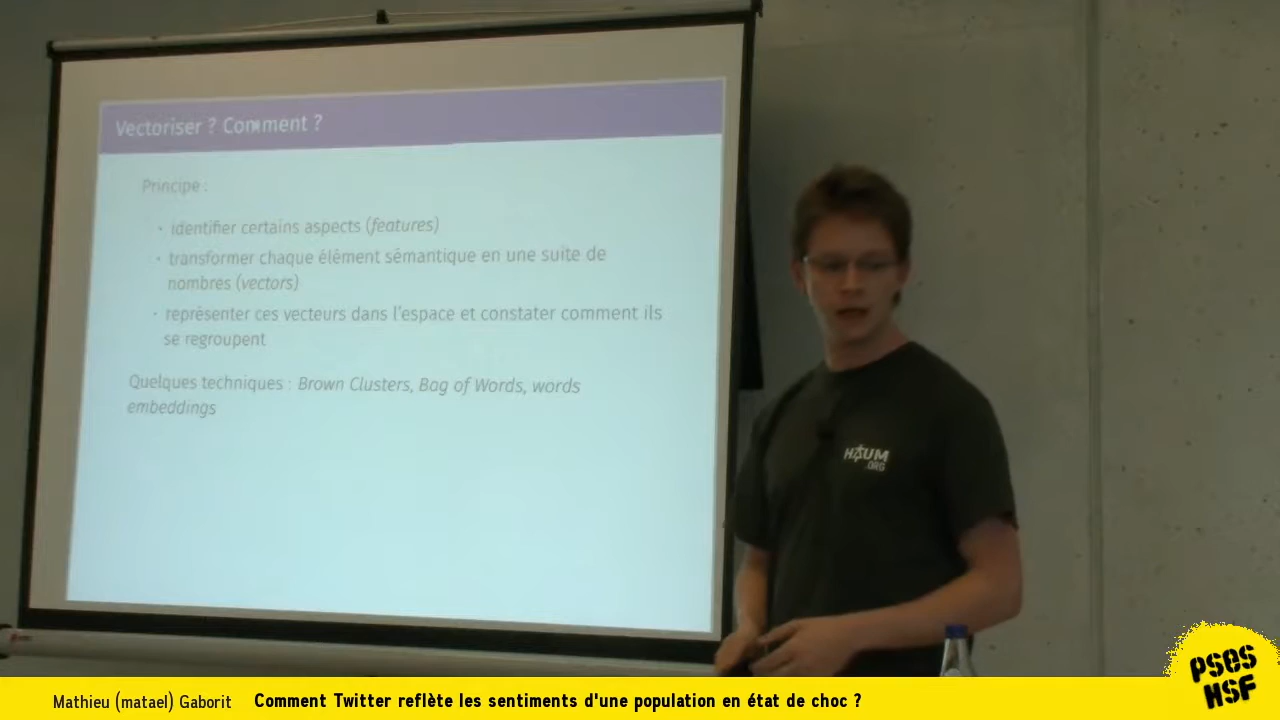 Vectoriser ? Comment ?
Principe :
· identifier certains aspects (features)
· transformer chaque élément sémantique en une suite de
nombres (vectors)
· représenter ces vecteurs dans l'espace et constater comment ils
se regroupent
Quelques techniques : Brown Clusters, Bag of Words, words
embeddings
HAUM
.ORG
PSES
HSF
Mathieu (matael) Gaborit Comment Twitter reflète les sentiments d'une population en état de choc ?